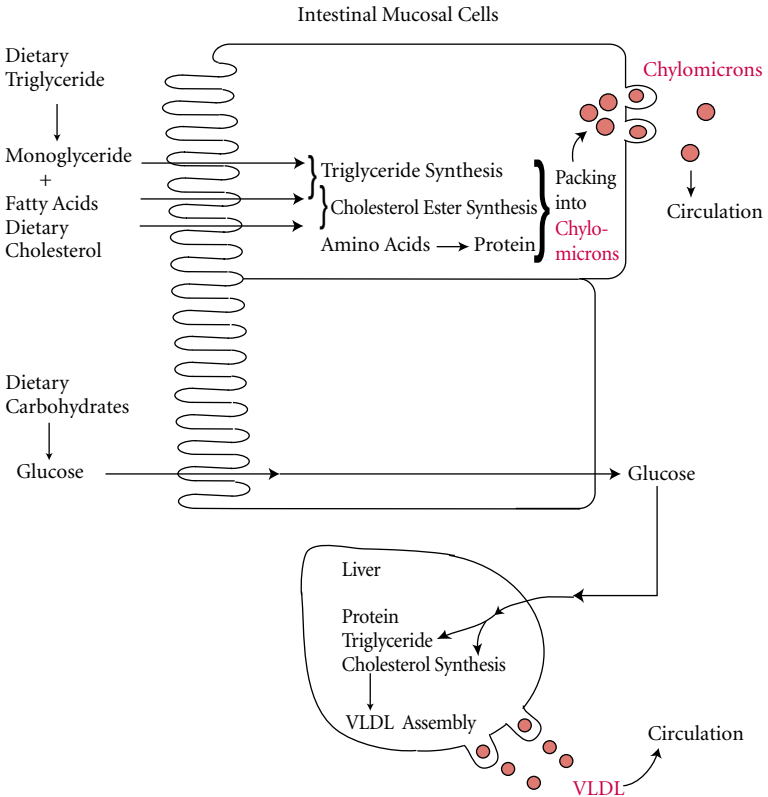 Intestinal Mucosal Cells
Dietary
Triglyceride
Monoglyceride
+
Fatty Acids
Dietary
Cholesterol
Triglyceride Synthesis
Cholesterol Ester Synthesis
Amino Acids
Protein
Packing
into
Chylo-
microns
Chylomicrons
Circulation
Dietary
Carbohydrates
Glucose
Glucose
Liver
Protein
Triglyceride
Cholesterol Synthesis
VLDL Assembly
Circulation
VLDL